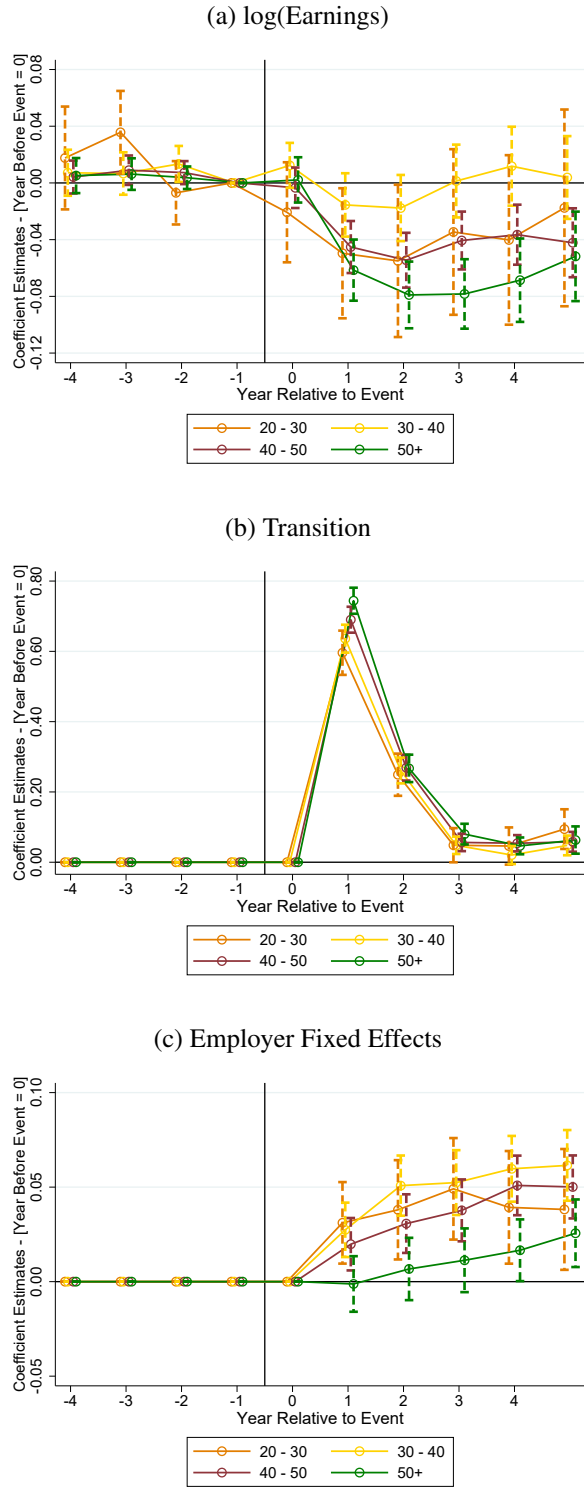 (a) log(Earnings)
Coefficient Estimates - [Year Before Event = 0]
0.08
0.04
0.00
-0.04
-0.08
-0.12
-4 -3 -2 -1 0 1 2 3 4
Year Relative to Event
20 - 30 30 - 40
40 - 50 50+
(b) Transition
Coefficient Estimates - [Year Before Event = 0]
0.80
0.60
0.40
0.20
0.00
-4 -3 -2 -1 0 1 2 3 4
Year Relative to Event
20 - 30 30 - 40
40 - 50 50+
(c) Employer Fixed Effects
Coefficient Estimates - [Year Before Event = 0]
0.10
0.05
0.00
-0.05
-4 -3 -2 -1 0 1 2 3 4
Year Relative to Event
20 - 30 30 - 40
40 - 50 50+